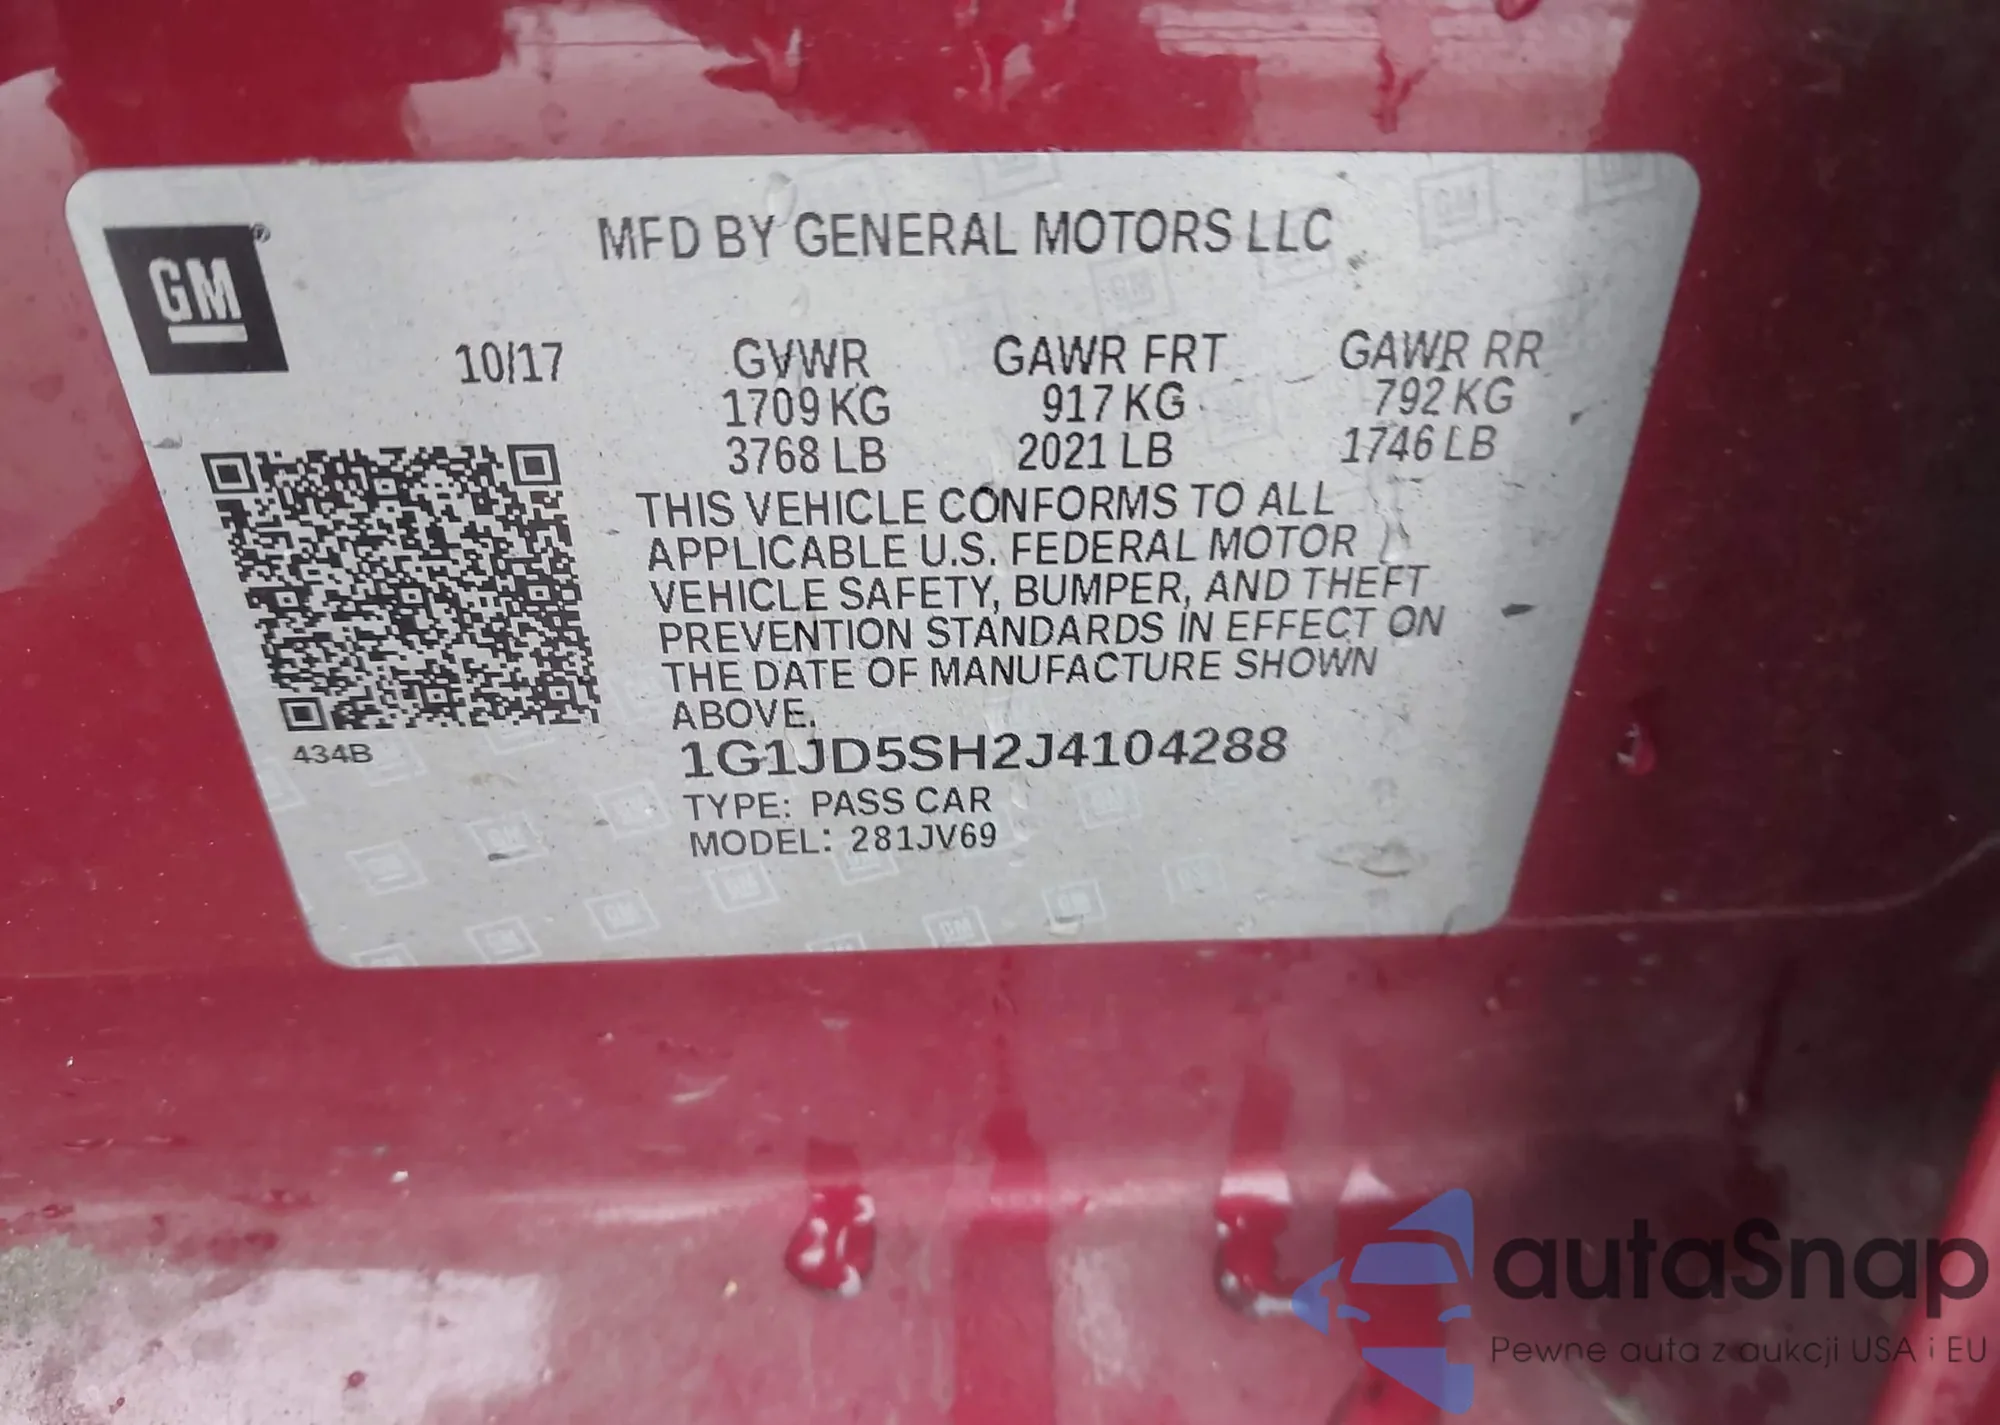 GM®
MFD BY GENERAL MOTORS LLC
10/17
GVWR GAWR FRT GAWR RR
1709 KG 917 KG 792 KG
3768 LB 2021 LB 1746 LB
THIS VEHICLE CONFORMS TO ALL
APPLICABLE U.S. FEDERAL MOTOR
VEHICLE SAFETY, BUMPER, AND THEFT
PREVENTION STANDARDS IN EFFECT ON
THE DATE OF MANUFACTURE SHOWN
ABOVE.
434B
1G1JD5SH2J4104288
TYPE: PASS CAR
MODEL: 281JV69
autaSnap
Pewne auta z aukcji USA i EU